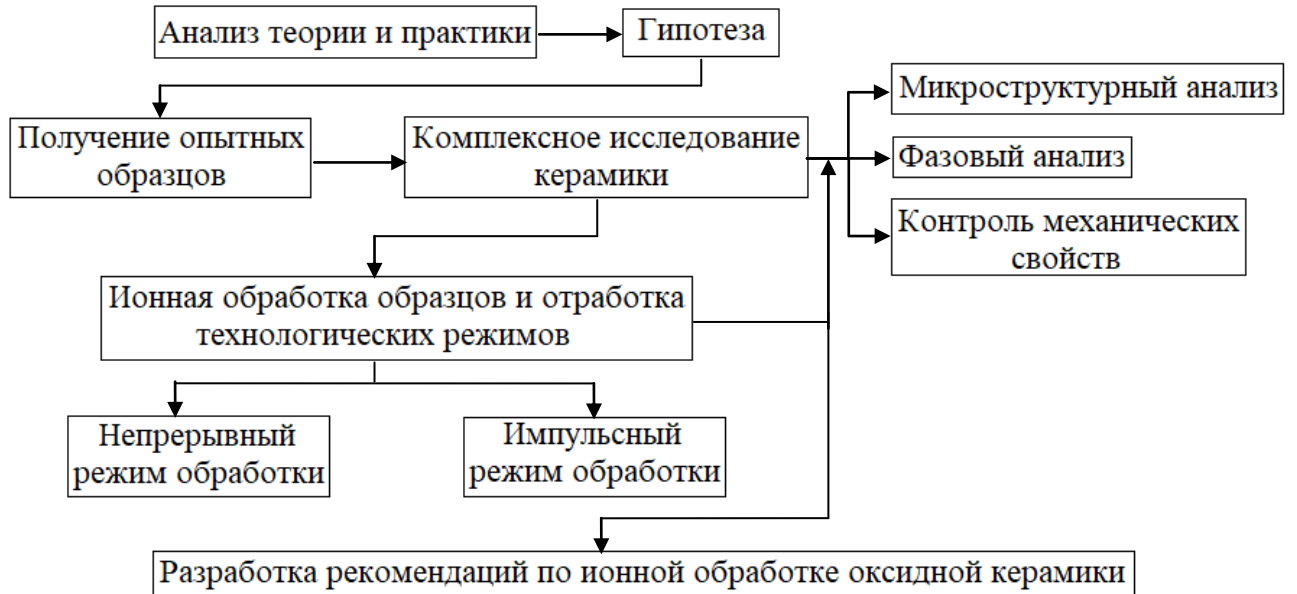 Анализ теории и практики
Гипотеза
Микроструктурный анализ
Получение опытных
образцов
Комплексное исследование
керамики
Фазовый анализ
Контроль механических
свойств
Ионная обработка образцов и отработка
технологических режимов
Непрерывный
режим обработки
Импульсный
режим обработки
Разработка рекомендаций по ионной обработке оксидной керамики